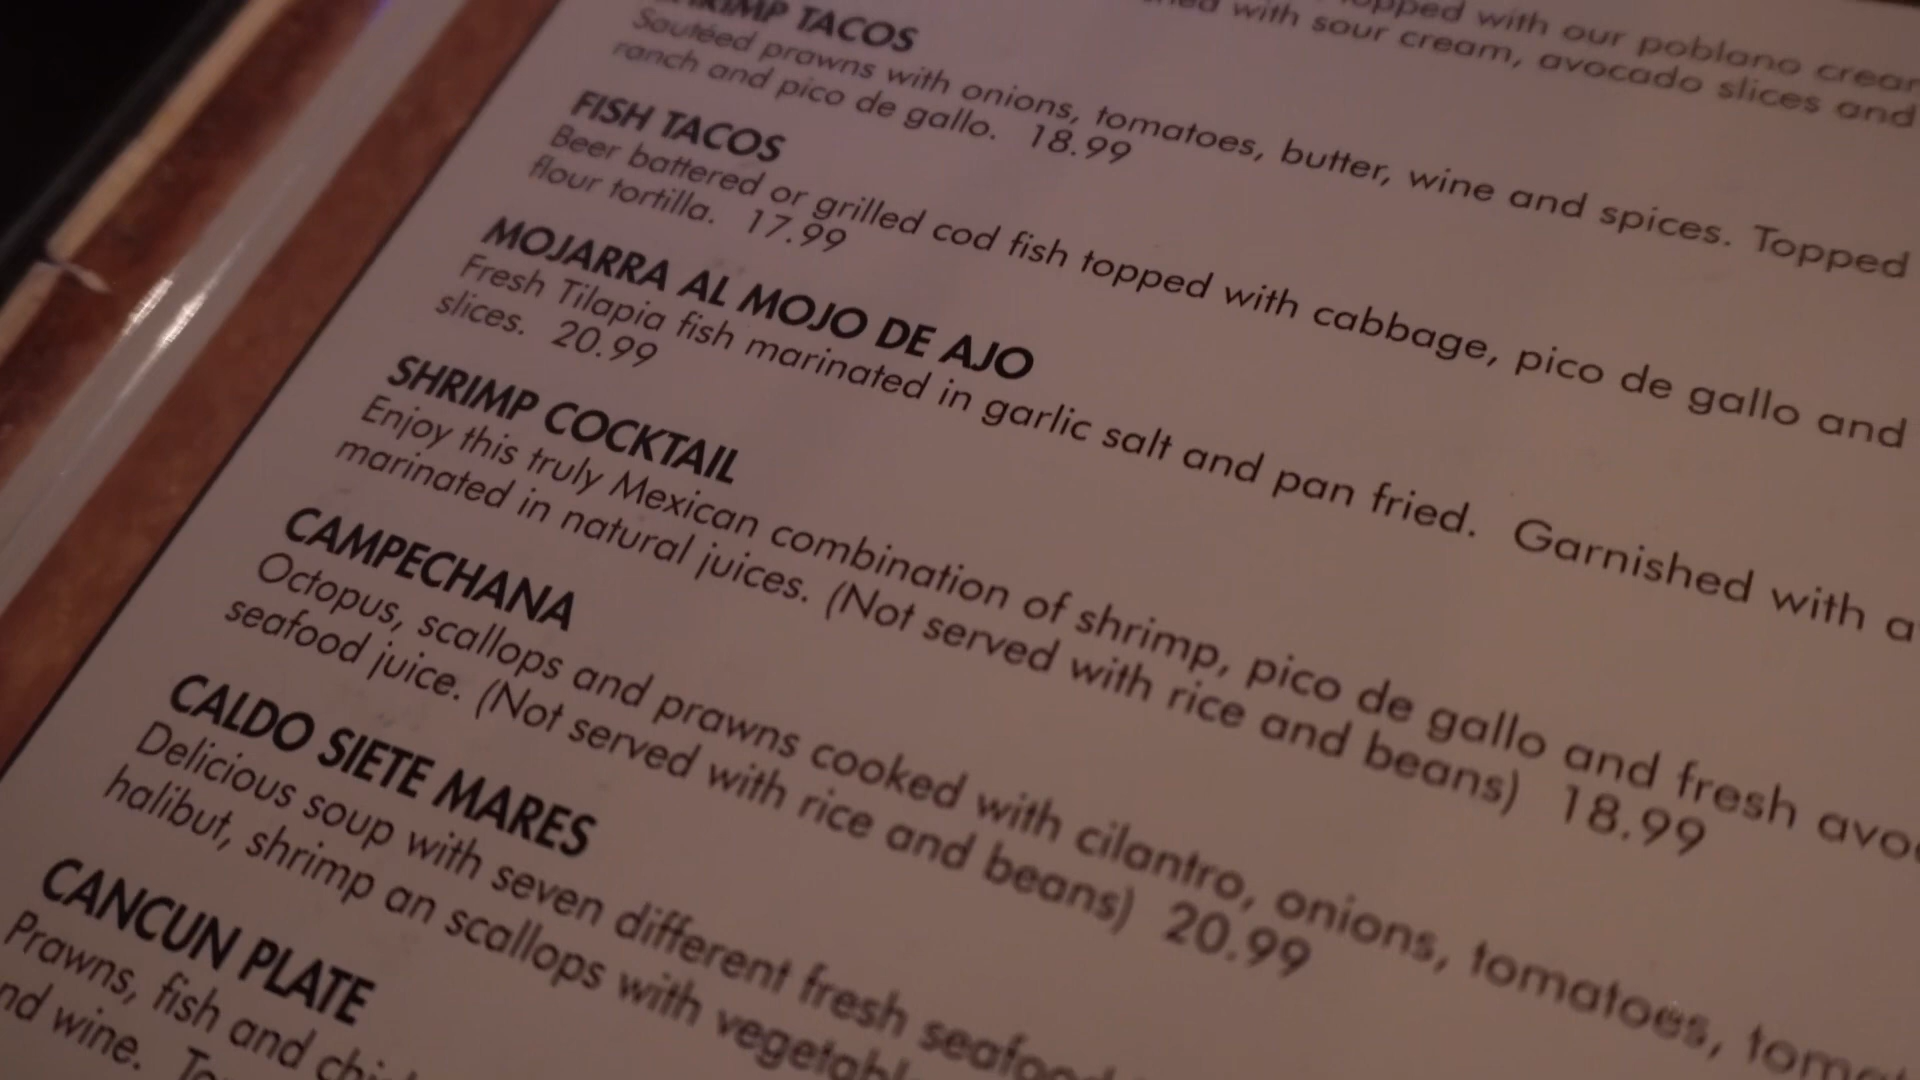 topped with our poblano
with sour cream, avocado slices and
SHRIMP TACOS
Sautéed prawns with onions, tomatoes, butter, wine and spices. Topped
ranch and pico de gallo. 18.99
FISH TACOS
Beer battered or grilled cod fish topped with cabbage, pico de gallo and
flour tortilla. 17.99
MOJARRA AL MOJO DE AJO
Fresh Tilapia fish marinated in garlic salt and pan fried. Garnished with
slices. 20.99
SHRIMP COCKTAIL
Enjoy this truly Mexican combination of shrimp, pico de gallo and fresh
marinated in natural juices. (Not served with rice and beans) 18.99
CAMPECHANA
Octopus, scallops and prawns cooked with cilantro, onions, tomatoes,
seafood juice. (Not served with rice and beans) 20.99
CALDO SIETE MARES
Delicious soup with seven different fresh seafood
halibut, shrimp an scallops with
CANCUN PLATE
Prawns, fish and
wine.